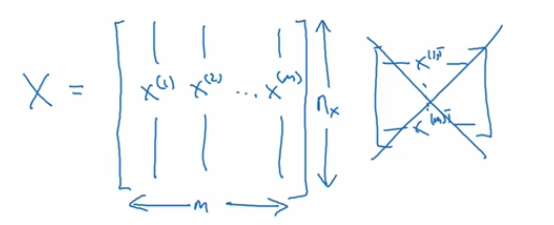 X = [ x^(1) x^(2) ... x^(m) ] n_x
m
x^(1)T
⋮
x^(m)T